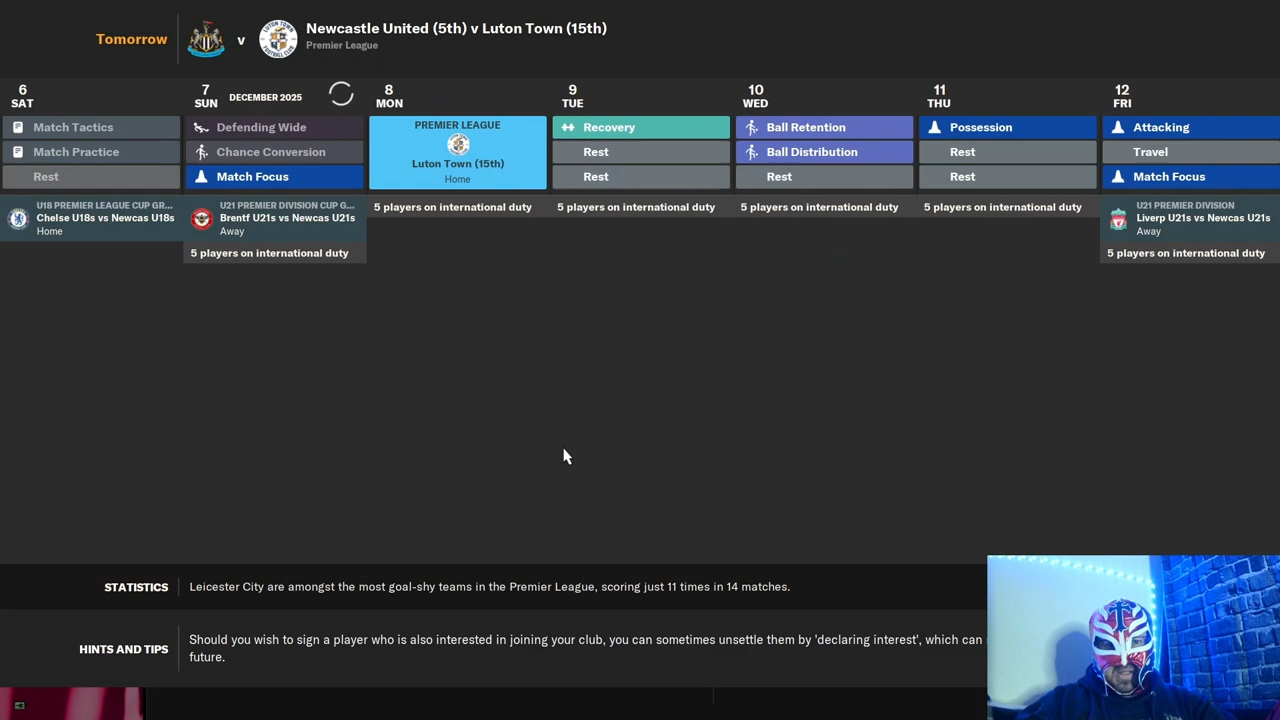 Tomorrow
v
Newcastle United (5th) v Luton Town (15th)
Premier League
6
SAT
7
SUN
DECEMBER 2025
8
MON
9
TUE
10
WED
11
THU
12
FRI
Match Tactics
Match Practice
Rest
Defending Wide
Chance Conversion
Match Focus
PREMIER LEAGUE
Luton Town (15th)
Home
Recovery
Rest
Rest
Ball Retention
Ball Distribution
Rest
Possession
Rest
Rest
Attacking
Travel
Match Focus
U18 PREMIER LEAGUE CUP GR...
Chelse U18s vs Newcas U18s
Home
U21 PREMIER DIVISION CUP G...
Brentf U21s vs Newcas U21s
Away
5 players on international duty
5 players on international duty
5 players on international duty
5 players on international duty
5 players on international duty
U21 PREMIER DIVISION
Liverp U21s vs Newcas U21s
Away
5 players on international duty
STATISTICS
Leicester City are amongst the most goal-shy teams in the Premier League, scoring just 11 times in 14 matches.
HINTS AND TIPS
Should you wish to sign a player who is also interested in joining your club, you can sometimes unsettle them by 'declaring interest', which can
future.